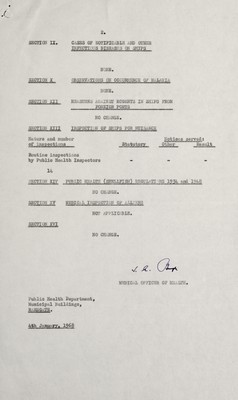 2.
SECTION IX. CASES OF NOTIFIABLE AND OTHER
INFECTIOUS DISEASES ON SHIPS
NONE.
SECTION X OBSERVATIONS ON OCCURRENCE OF MALARIA
NONE.
SECTION XII MEASURES AGAINST RODENTS IN SHIPS FROM
FOREIGN PORTS
NO CHANGE.
SECTION XIII INSPECTION OF SHIPS FOR NUISANCE
Nature and number Notices served:
of inspections Statutory Other Result
Routine inspections
by Public Health Inspectors - - -
14
SECTION XIV PUBLIC HEALTH (SHELLFISH) REGULATIONS 1934 and 1948
NO CHANGE.
SECTION XV MEDICAL INSPECTION OF ALIENS
NOT APPLICABLE.
SECTION XVI
NO CHANGE.
MEDICAL OFFICER OF HEALTH.
Public Health Department,
Municipal Buildings,
4th January, 1968